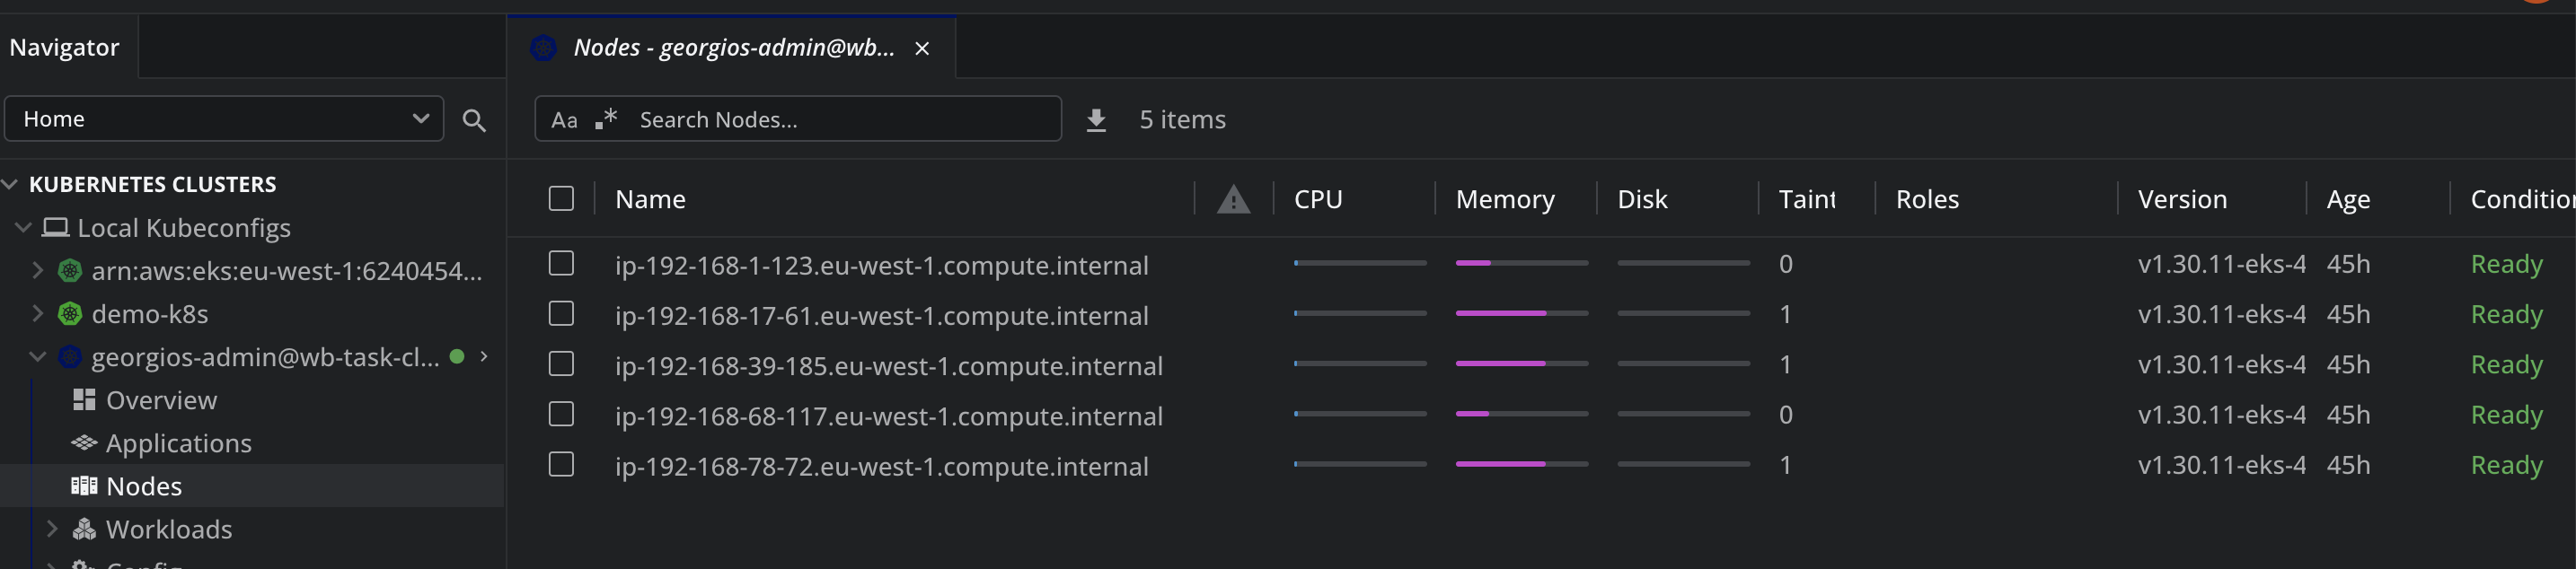 Navigator
Nodes - georgios-admin@wb...
Home
Aa .* Search Nodes...
5 items
KUBERNETES CLUSTERS
Local Kubeconfigs
arn:aws:eks:eu-west-1:6240454...
demo-k8s
georgios-admin@wb-task-cl...
Overview
Applications
Nodes
Workloads
Config
Name CPU Memory Disk Taint Roles Version Age Condition
ip-192-168-1-123.eu-west-1.compute.internal 0 v1.30.11-eks-4 45h Ready
ip-192-168-17-61.eu-west-1.compute.internal 1 v1.30.11-eks-4 45h Ready
ip-192-168-39-185.eu-west-1.compute.internal 1 v1.30.11-eks-4 45h Ready
ip-192-168-68-117.eu-west-1.compute.internal 0 v1.30.11-eks-4 45h Ready
ip-192-168-78-72.eu-west-1.compute.internal 1 v1.30.11-eks-4 45h Ready